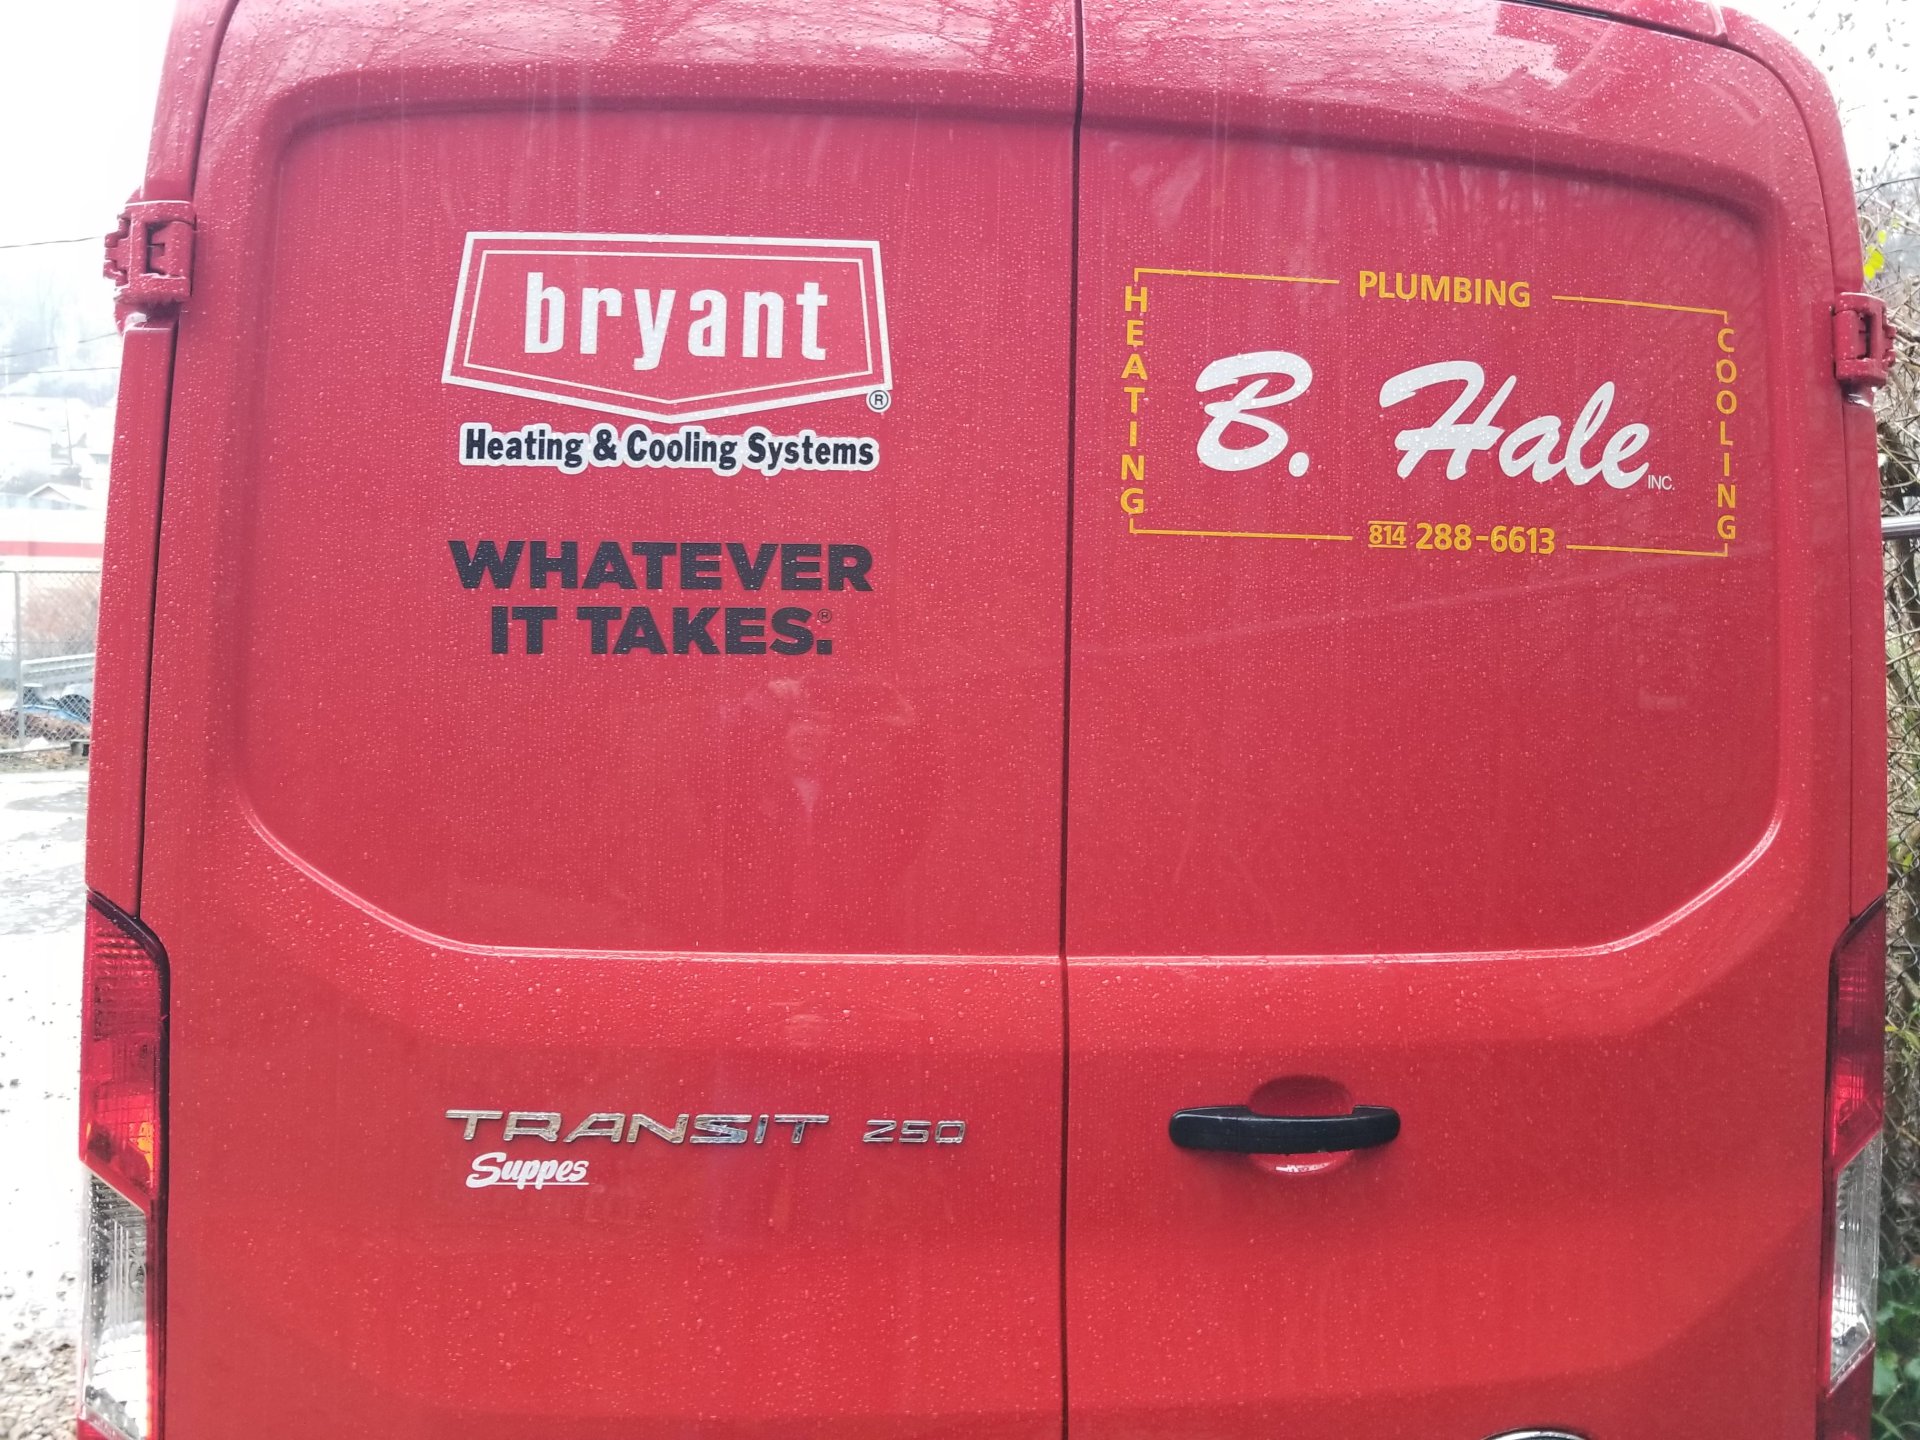 bryant®
Heating & Cooling Systems
WHATEVER
IT TAKES.®
PLUMBING
HEATING
COOLING
B. Hale INC.
814 288-6613
TRANSIT 250
Suppes